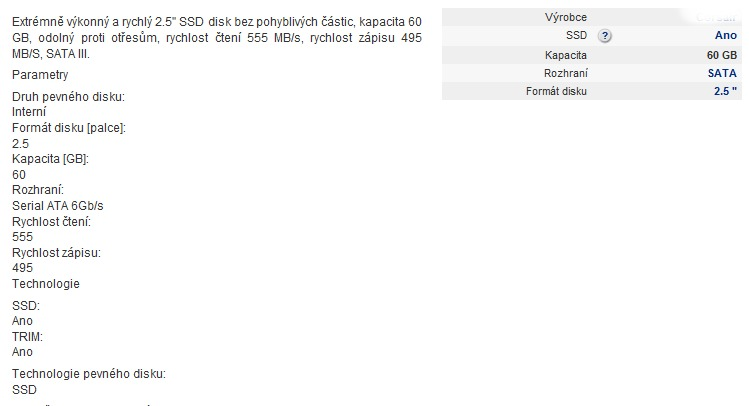 Extrémně výkonný a rychlý 2.5" SSD disk bez pohyblivých částic, kapacita 60
GB, odolný proti otřesům, rychlost čtení 555 MB/s, rychlost zápisu 495
MB/S, SATA III.
Parametry
Druh pevného disku:
Interní
Formát disku [palce]:
2.5
Kapacita [GB]:
60
Rozhraní:
Serial ATA 6Gb/s
Rychlost čtení:
555
Rychlost zápisu:
495
Technologie
SSD:
Ano
TRIM:
Ano
Technologie pevného disku:
SSD
Výrobce
SSD ? Ano
Kapacita 60 GB
Rozhraní SATA
Formát disku 2.5 "